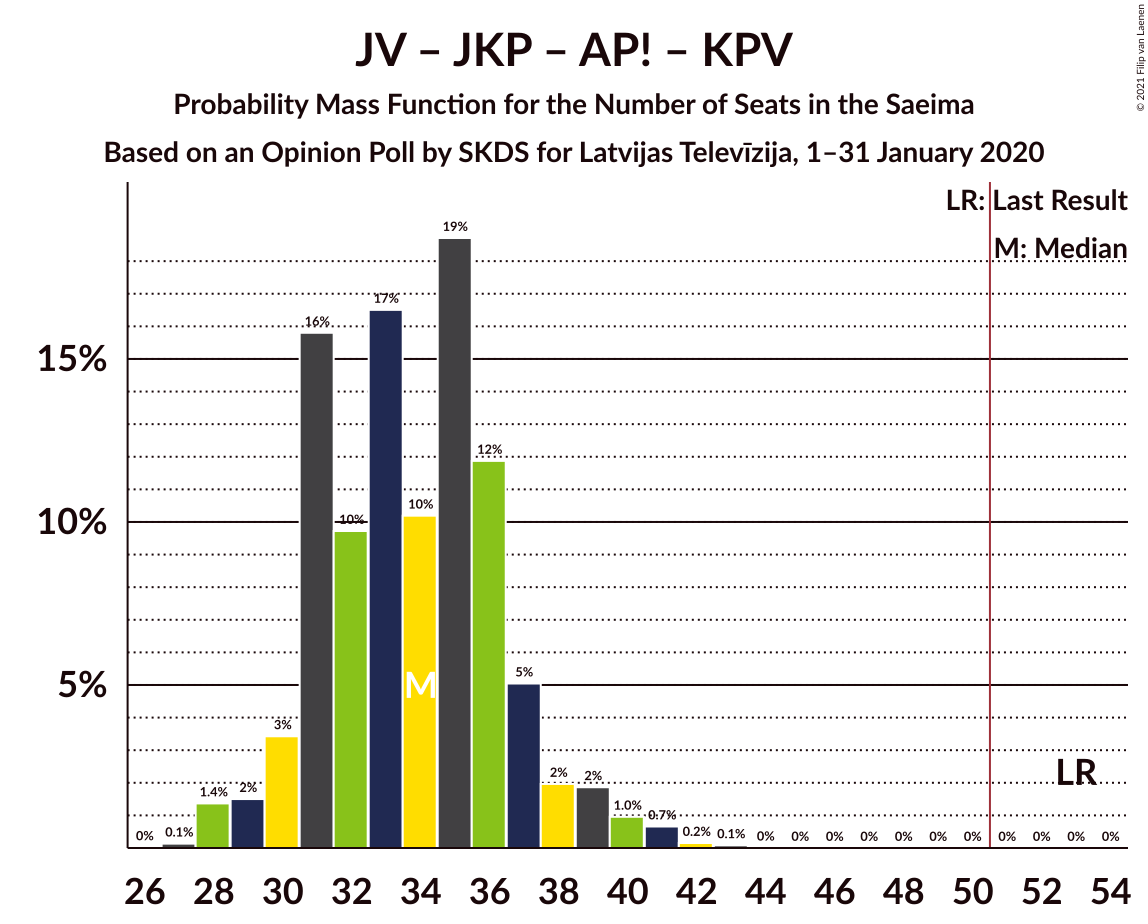 JV – JKP – AP! – KPV
Probability Mass Function for the Number of Seats in the Saeima
Based on an Opinion Poll by SKDS for Latvijas Televīzija, 1–31 January 2020
© 2021 Filip van Laenen
LR: Last Result
M: Median
19%
17%
16%
15%
12%
10%
10%
10%
M
5%
5%
3%
LR
2%
2%
1.4%
2%
1.0%
0.7%
0% 0.1% 0.2% 0.1% 0% 0% 0% 0% 0% 0% 0% 0% 0% 0% 0%
26 28 30 32 34 36 38 40 42 44 46 48 50 52 54